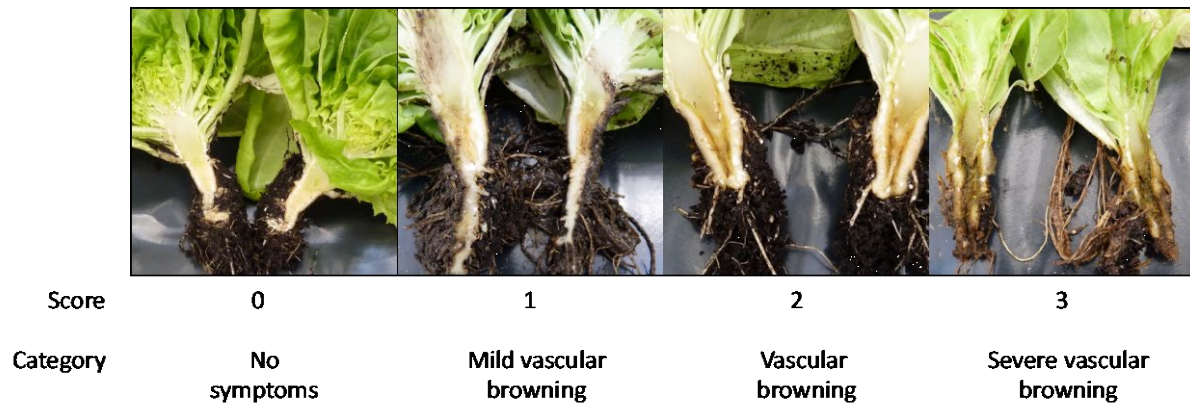 Score 0 1 2 3
Category No symptoms Mild vascular browning Vascular browning Severe vascular browning